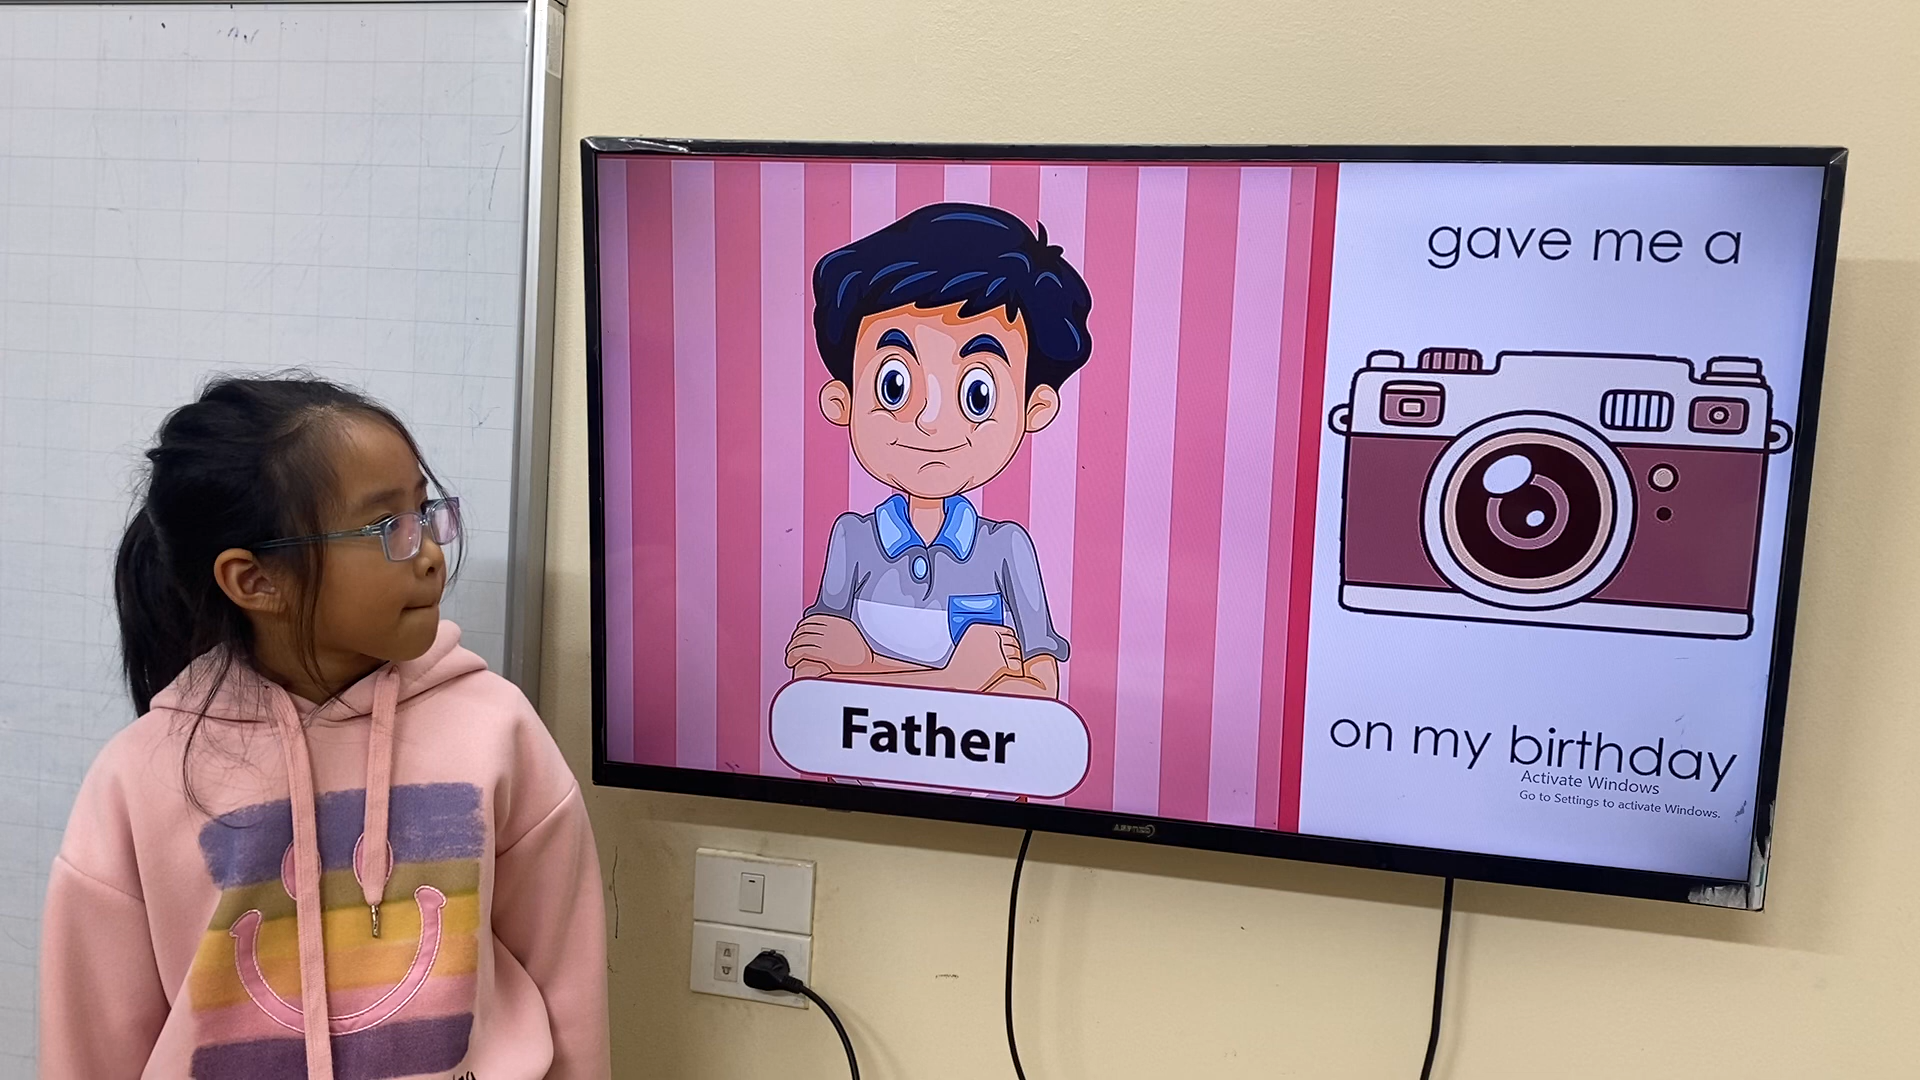 Father
gave me a
on my birthday
Activate Windows
Go to Settings to activate Windows.